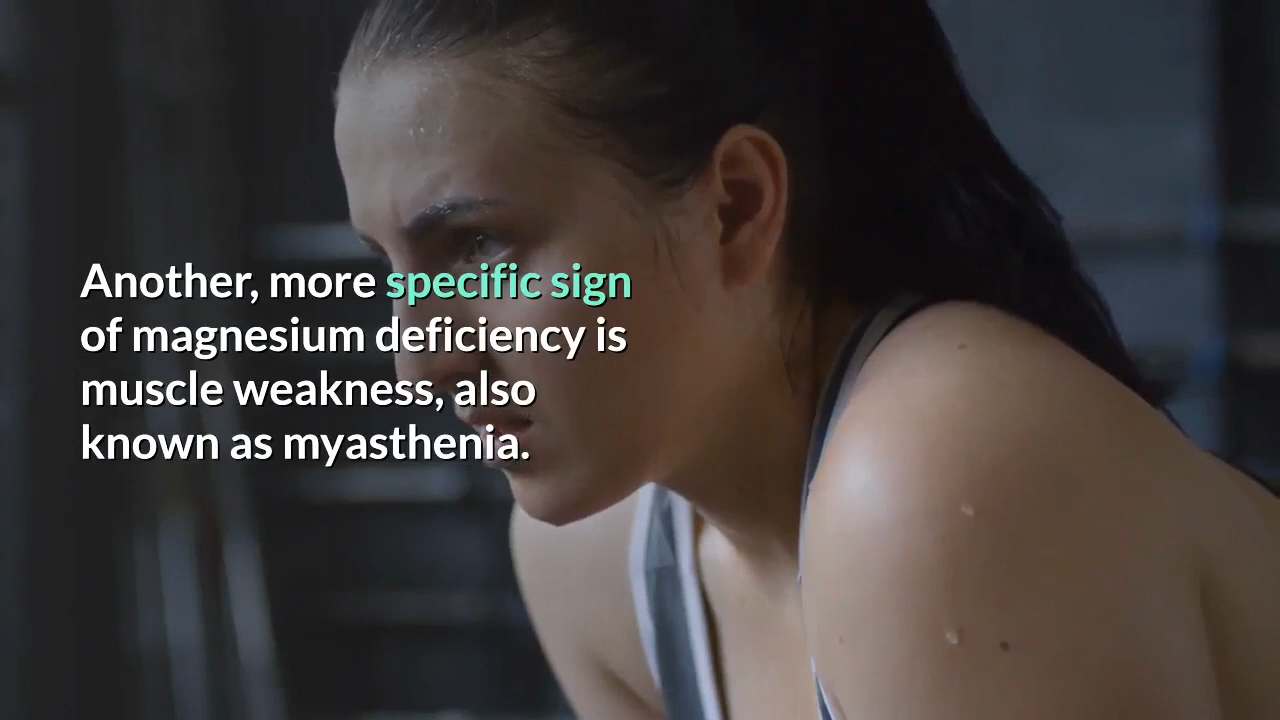 Another, more specific sign
of magnesium deficiency is
muscle weakness, also
known as myasthenia.